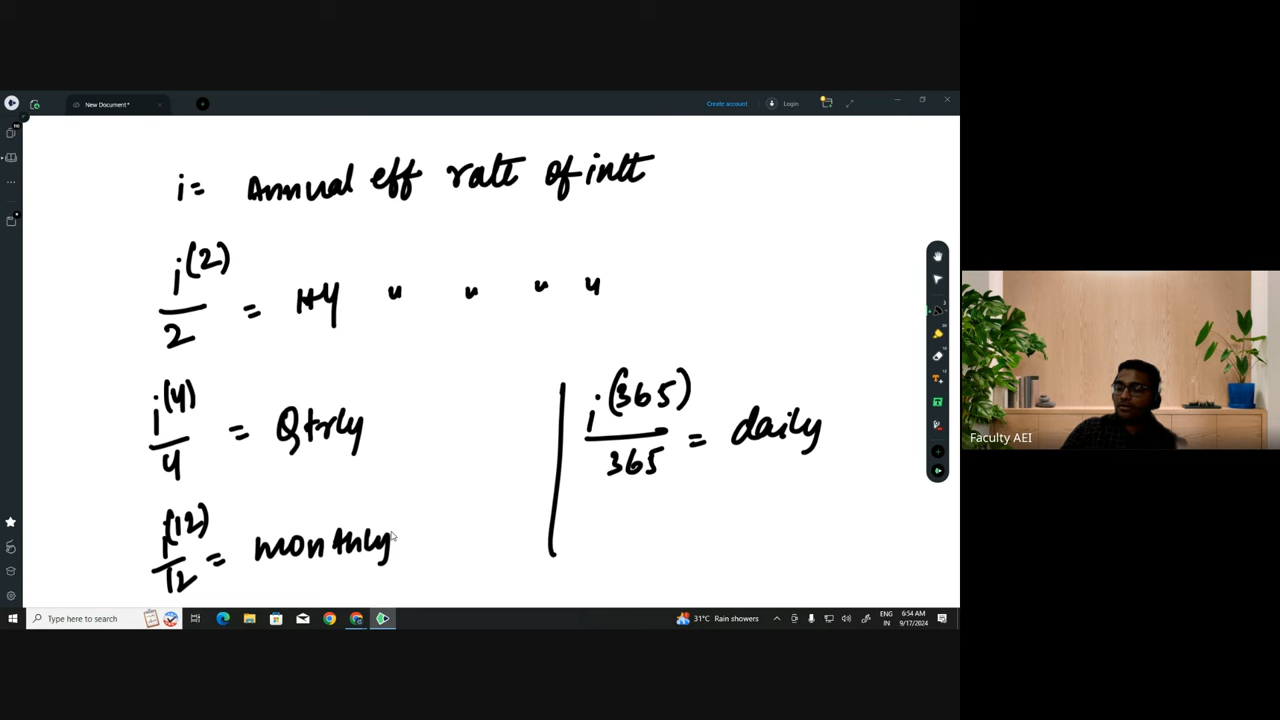 New Document*
Create account
Login
i = Annual eff rate of intt
i(2)
2
= HY " " " "
i(4)
4
= Qtrly
i(365)
365
= daily
i(12)
12
= monthly
Faculty AEI
Type here to search
31°C Rain showers
ENG
IN
6:54 AM
9/17/2024